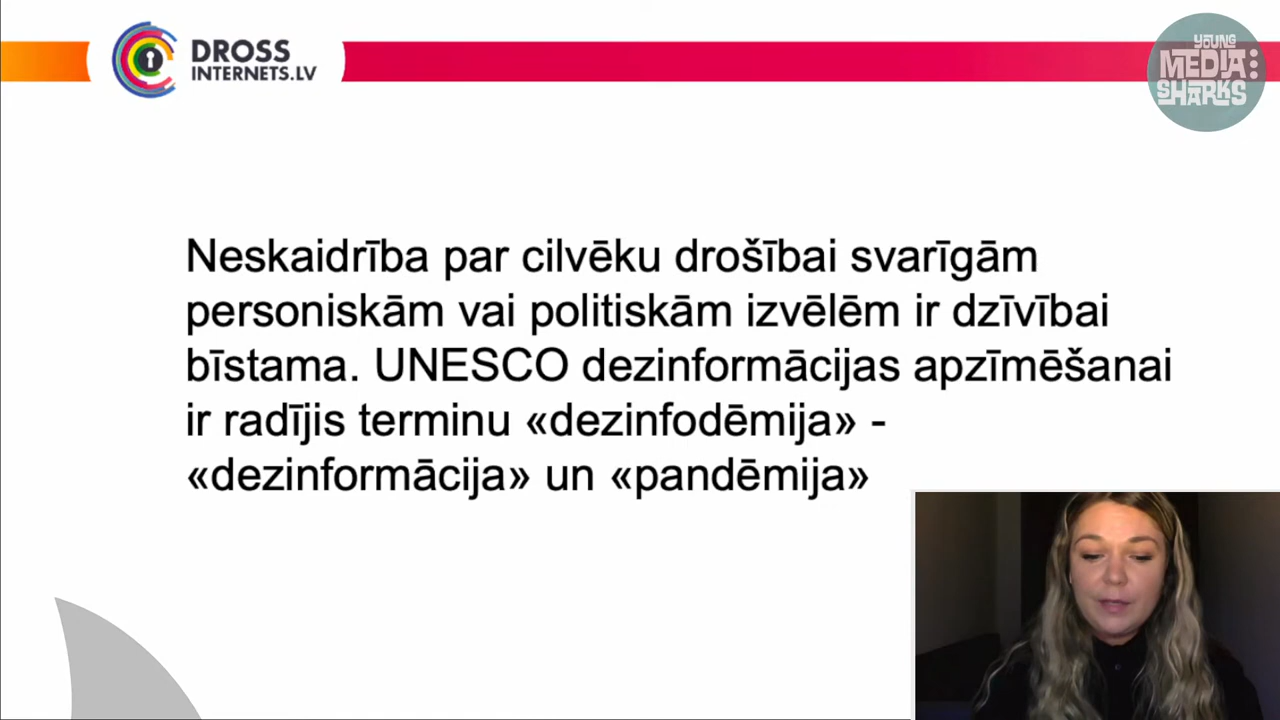 DROSS
INTERNETS.LV
YOUNG
MEDIA:
SHARKS
Neskaidrība par cilvēku drošībai svarīgām
personiskām vai politiskām izvēlēm ir dzīvībai
bīstama. UNESCO dezinformācijas apzīmēšanai
ir radījis terminu «dezinfodēmija» -
«dezinformācija» un «pandēmija»